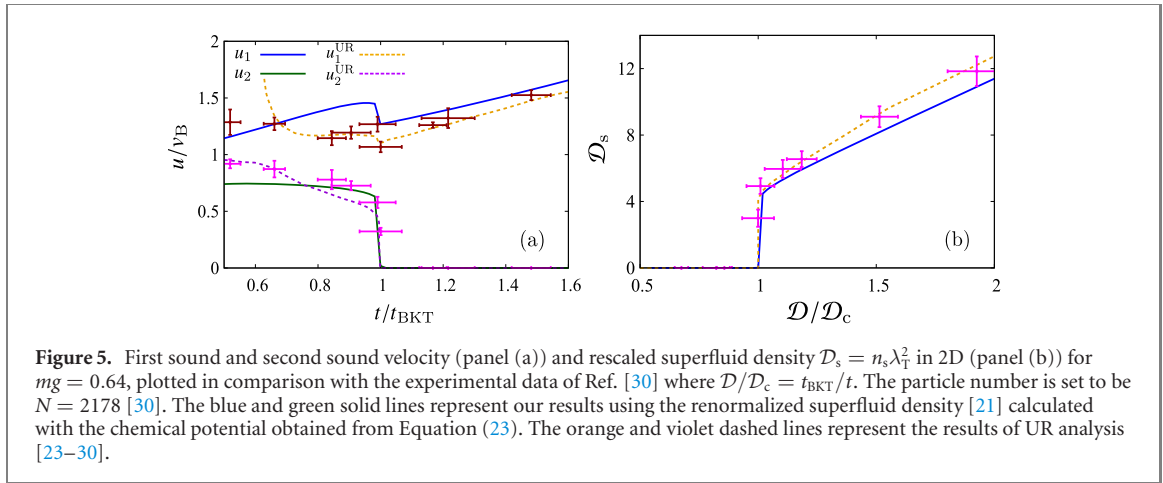 2
1.5
1
0.5
0
u/v_B
u_1
u_2
u_1^UR
u_2^UR
(a)
0.6 0.8 1 1.2 1.4 1.6
t/t_BKT
12
8
4
0
𝒟_s
(b)
0.5 1 1.5 2
𝒟/𝒟_c
Figure 5. First sound and second sound velocity (panel (a)) and rescaled superfluid density 𝒟_s = n_sλ_T^2 in 2D (panel (b)) for
mg = 0.64, plotted in comparison with the experimental data of Ref. [30] where 𝒟/𝒟_c = t_BKT/t. The particle number is set to be
N = 2178 [30]. The blue and green solid lines represent our results using the renormalized superfluid density [21] calculated
with the chemical potential obtained from Equation (23). The orange and violet dashed lines represent the results of UR analysis
[23–30].